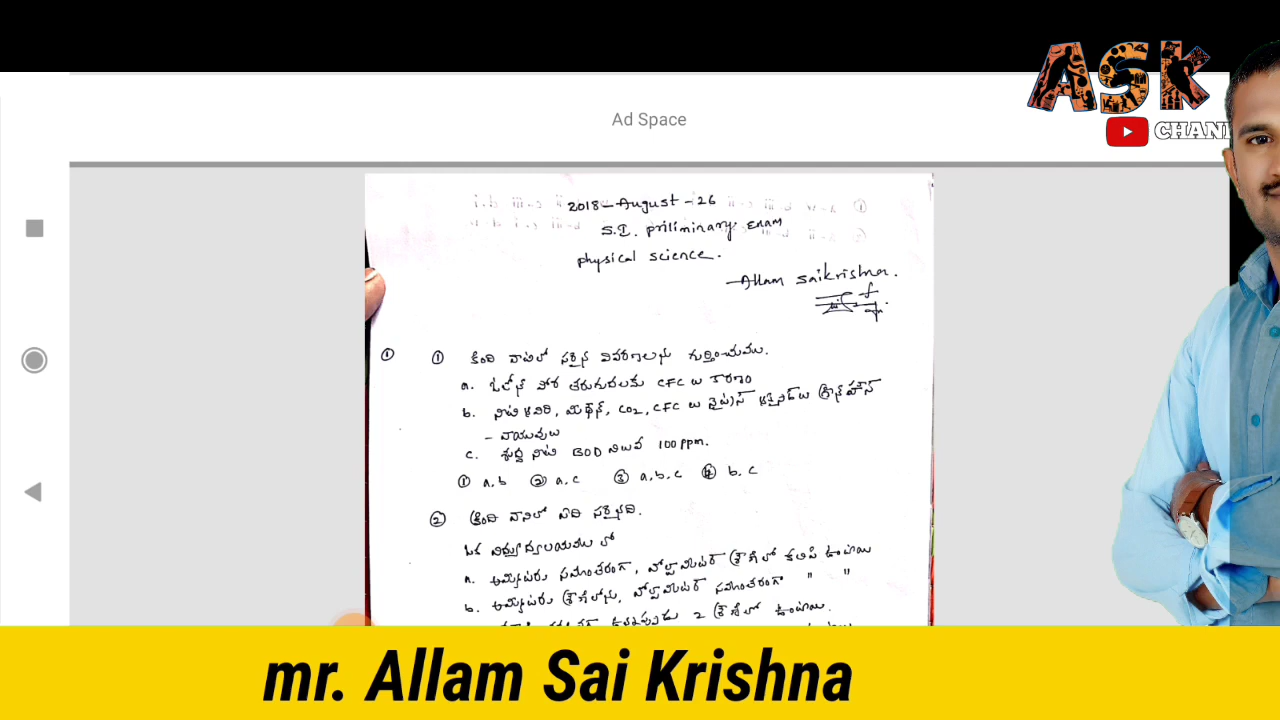 ASK
CHAN
Ad Space
2018-August-26
S.I. priliminary exam
physical science.
Allam saikrishna.
① ① కింది వాటిలో సరైన వివరణలను గుర్తించుము.
a. ఓజోన్ పొర తరుగుదలకు CFC లు కారణం
b. నీటి ఆవిరి, మీథేన్, CO2, CFC లు నైట్రస్ ఆక్సైడ్‌లు గ్రీన్‌హౌస్
- వాయువులు
c. శుద్ధ నీటి BOD విలువ 100 ppm.
① a.b ② a.c ③ a.b.c ④ b.c
② క్రింది వానిలో ఏది సరైనది.
ఒక విద్యుద్వలయము లో
a. అమ్మీటరు సమాంతరంగా, వోల్టామీటర్ శ్రేణిలో కలిపి ఉంటాయి
b. అమ్మీటరు శ్రేణిలోను, వోల్టామీటర్ సమాంతరంగా " "
2 శ్రేణిలో ఉంటాయి.
mr. Allam Sai Krishna